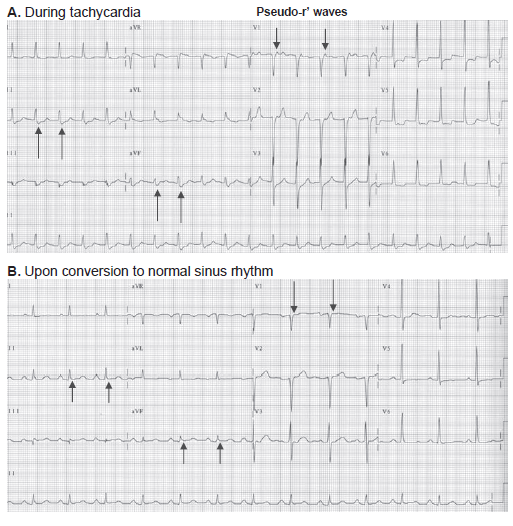 A. During tachycardia
Pseudo-r’ waves
I aVR V1 V4
II aVL V2 V5
III aVF V3 V6
II
B. Upon conversion to normal sinus rhythm
I aVR V1 V4
II aVL V2 V5
III aVF V3 V6
II